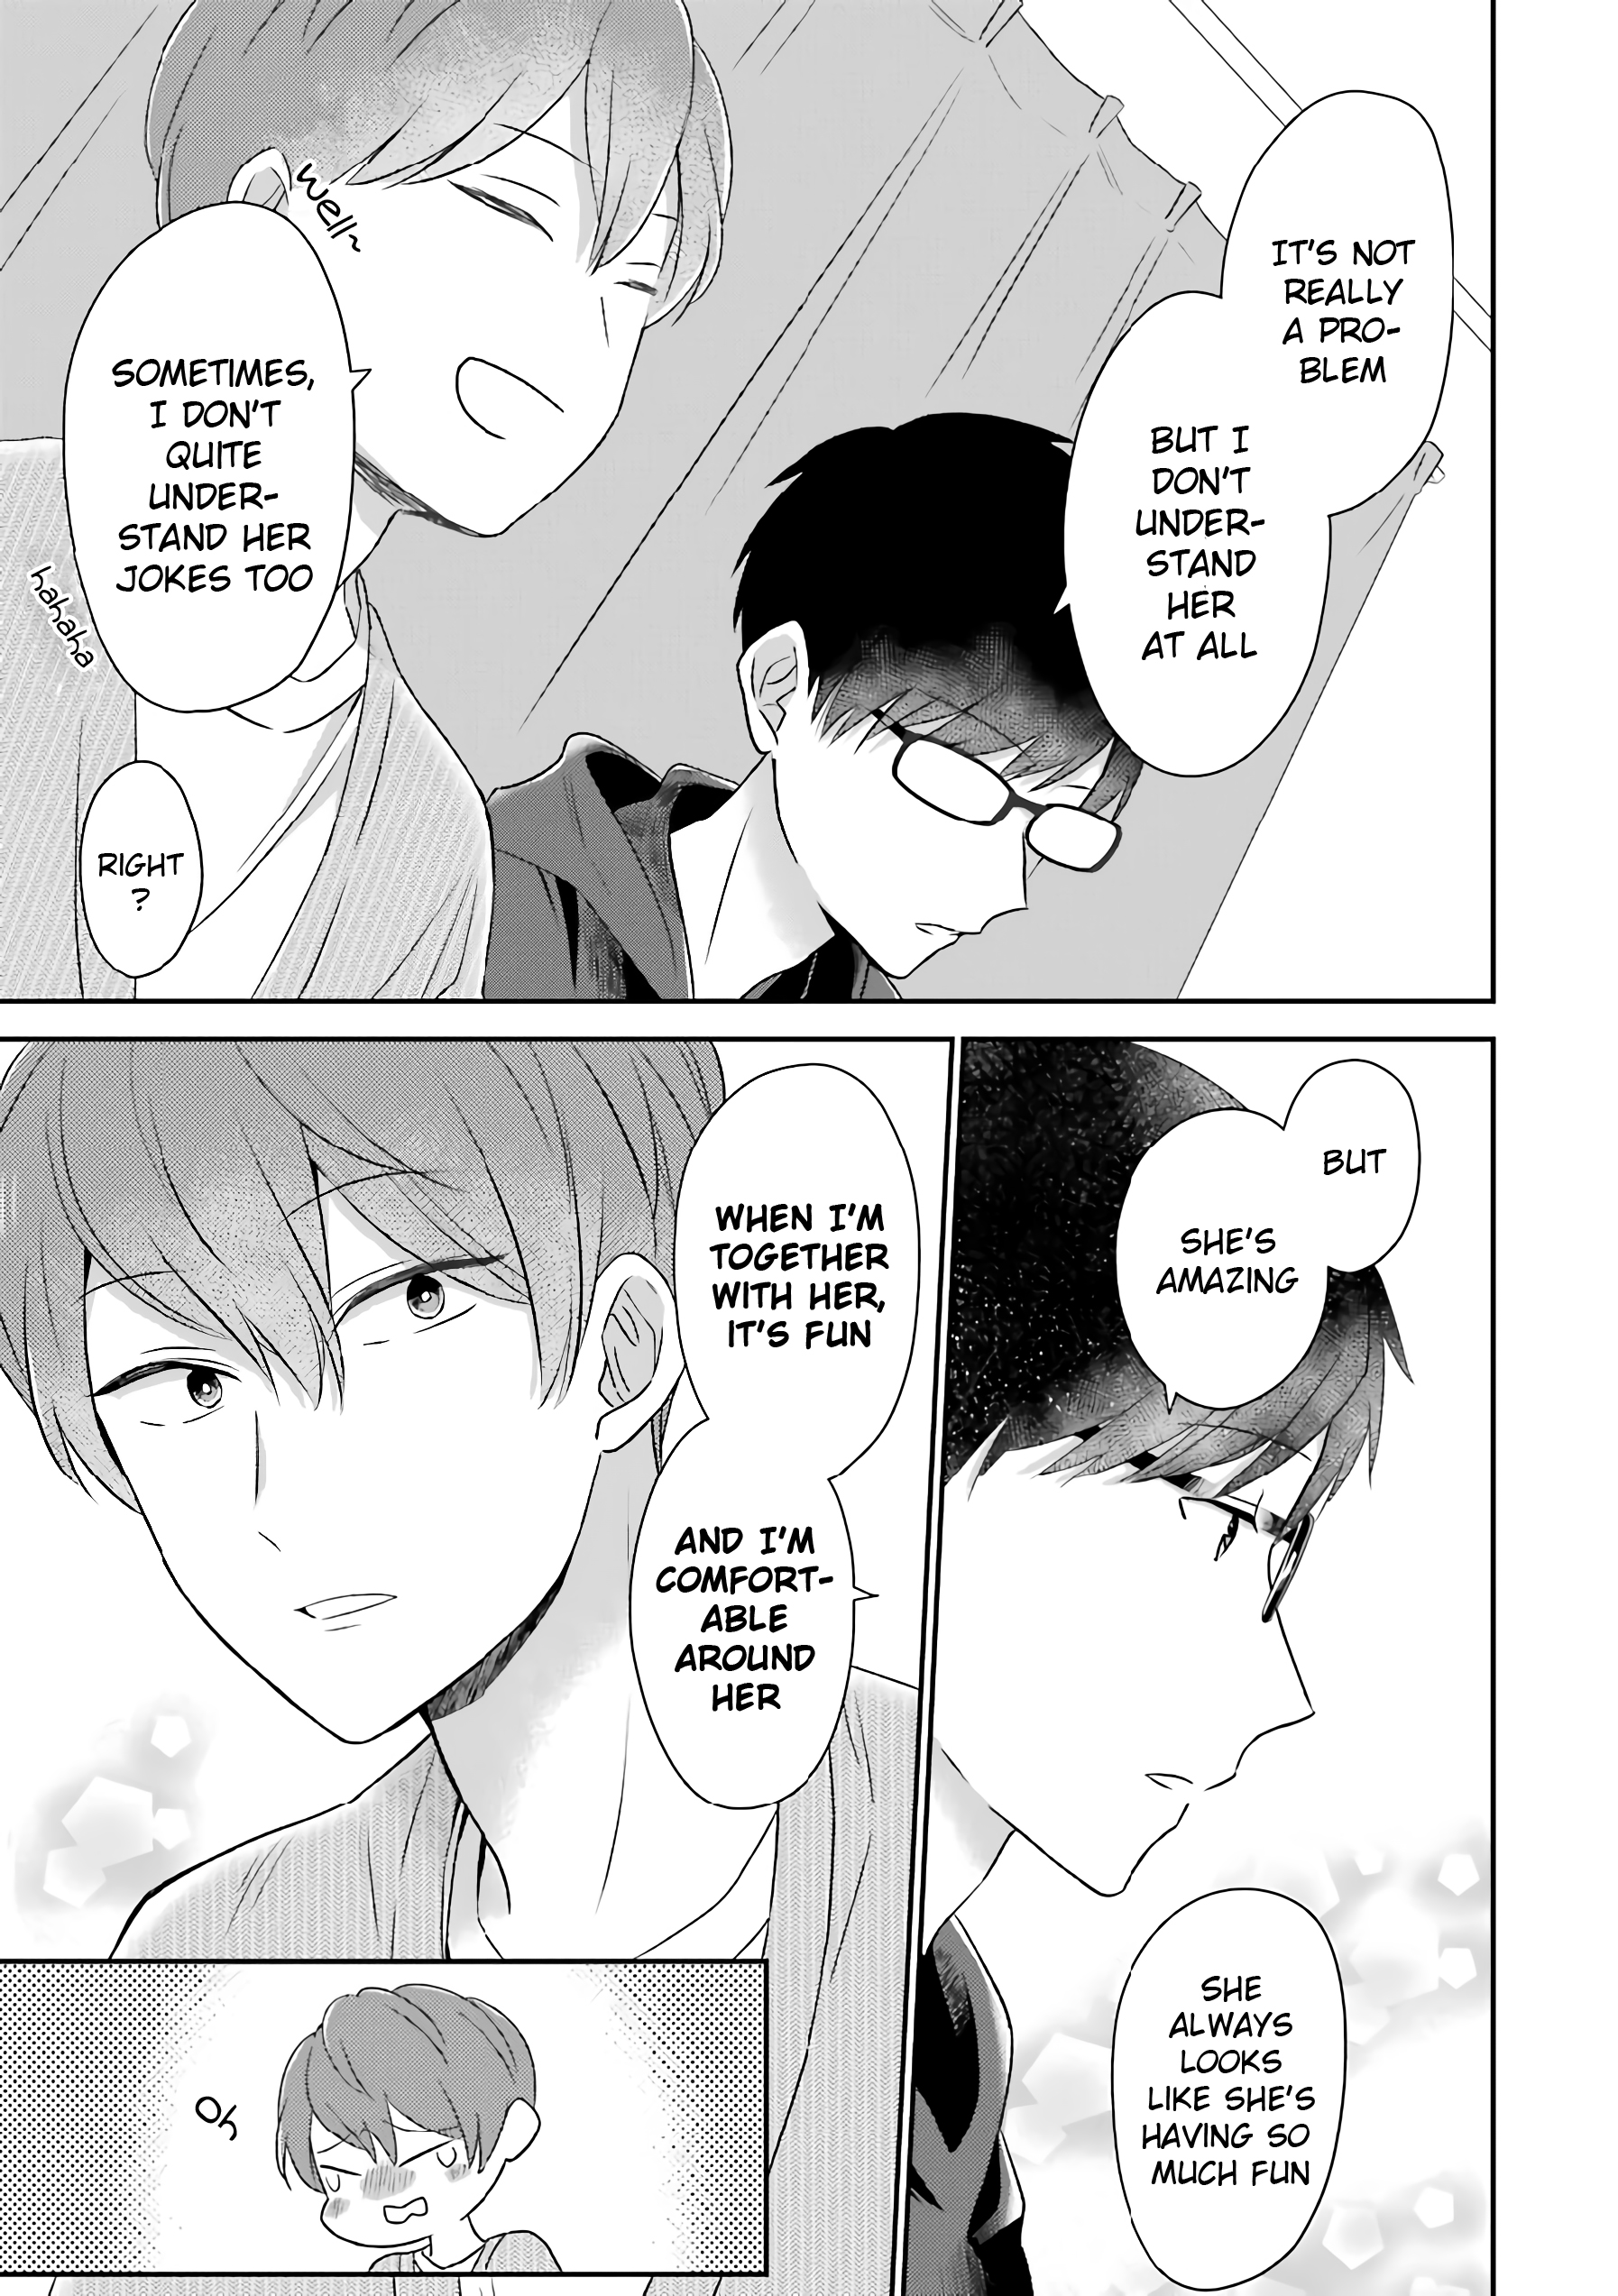 IT'S NOT
REALLY
A PRO-
BLEM
BUT I
DON'T
UNDER-
STAND
HER
AT ALL
Well~
SOMETIMES,
I DON'T
QUITE
UNDER-
STAND HER
JOKES TOO
hahaha
RIGHT
?
BUT
SHE'S
AMAZING
SHE
ALWAYS
LOOKS
LIKE SHE'S
HAVING SO
MUCH FUN
WHEN I'M
TOGETHER
WITH HER,
IT'S FUN
AND I'M
COMFORT-
ABLE
AROUND
HER
Oh